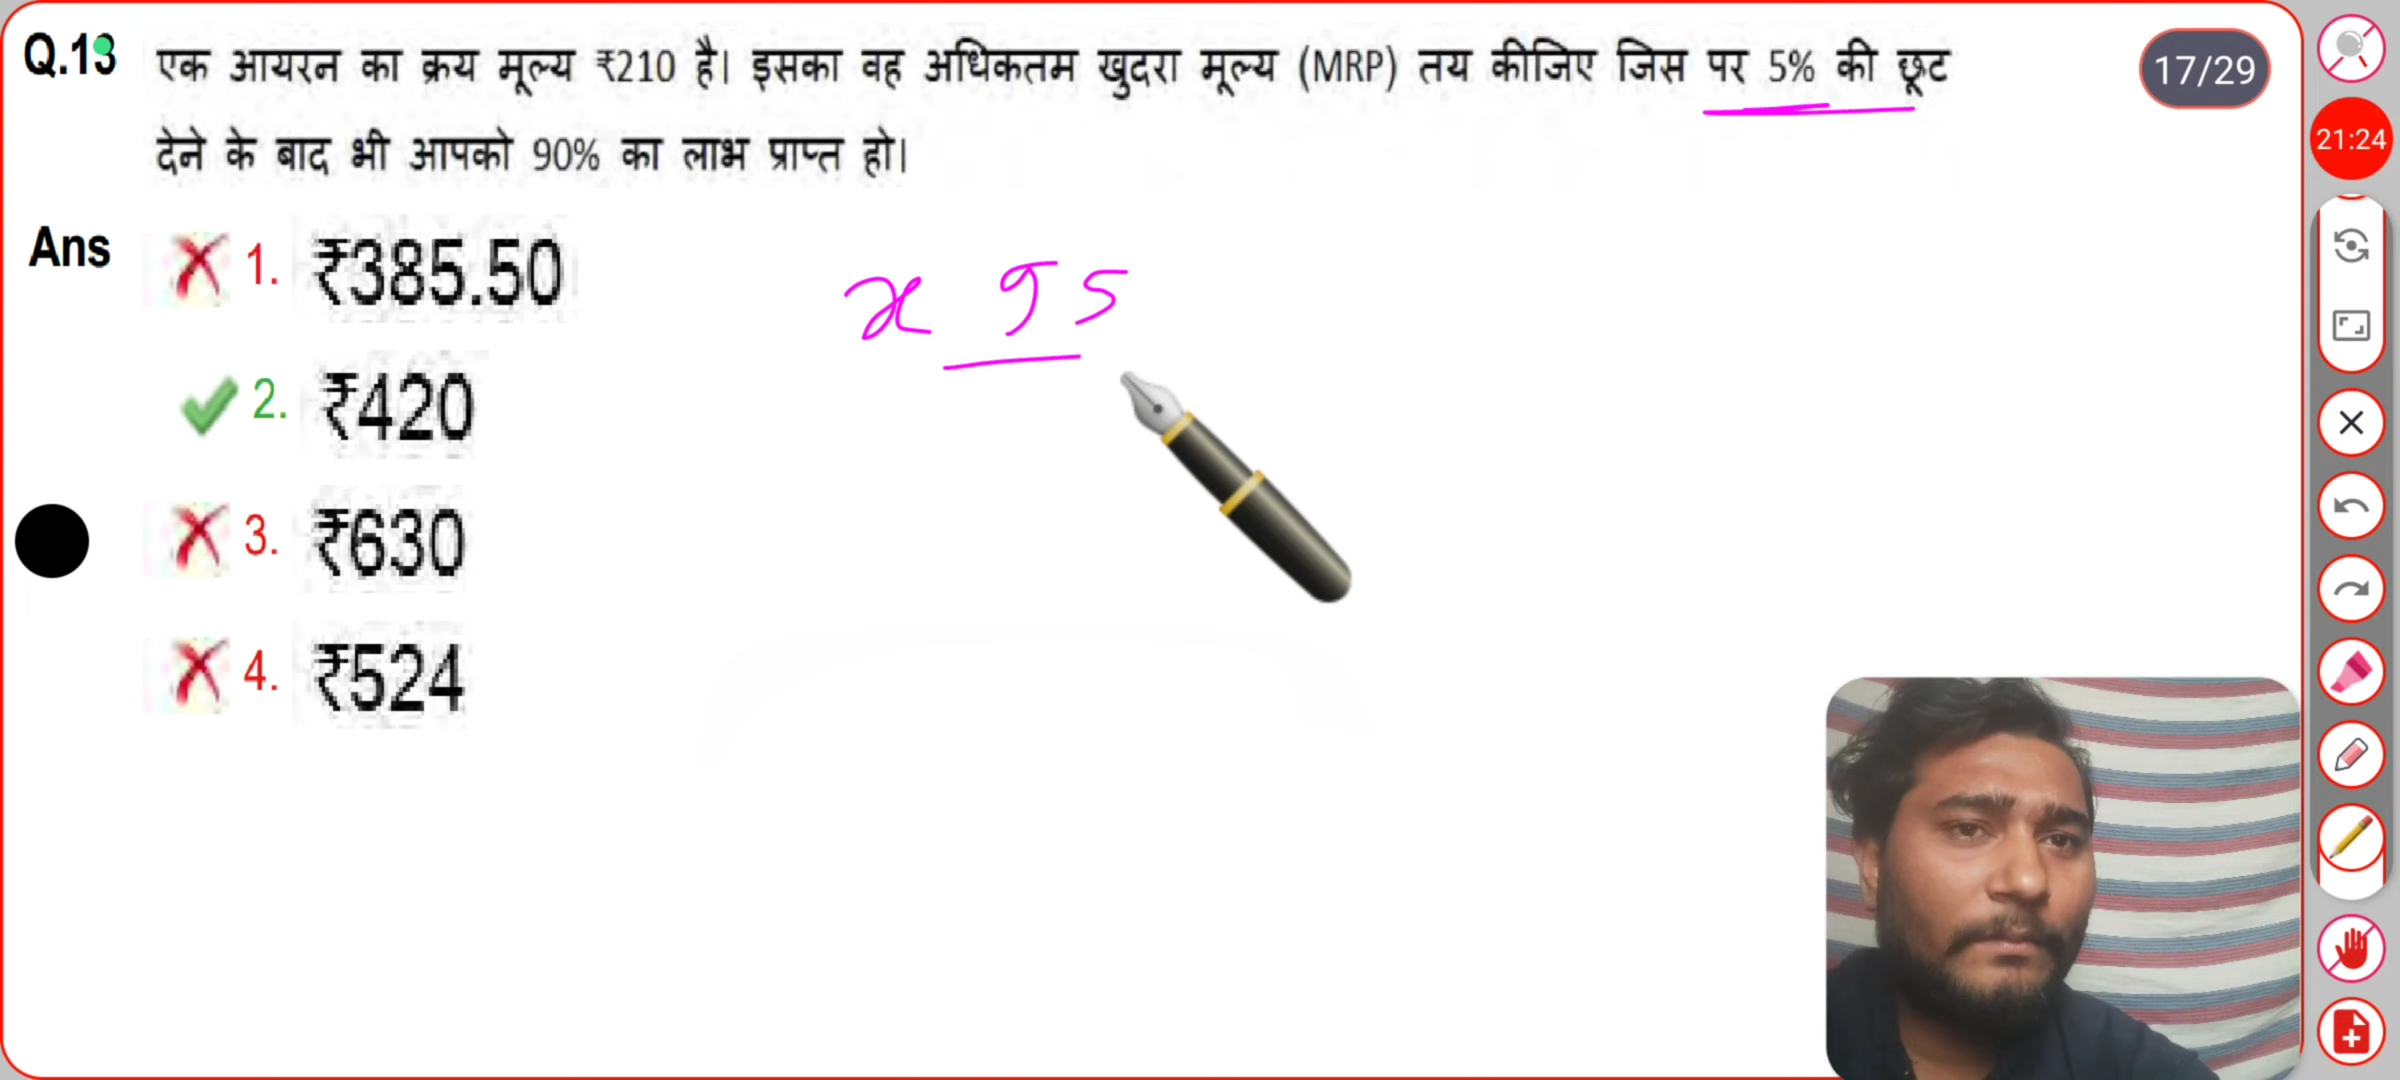 Q.13 एक आयरन का क्रय मूल्य ₹210 है। इसका वह अधिकतम खुदरा मूल्य (MRP) तय कीजिए जिस पर 5% की छूट
देने के बाद भी आपको 90% का लाभ प्राप्त हो।
17/29
21:24
Ans 1. ₹385.50
x 95
2. ₹420
3. ₹630
4. ₹524